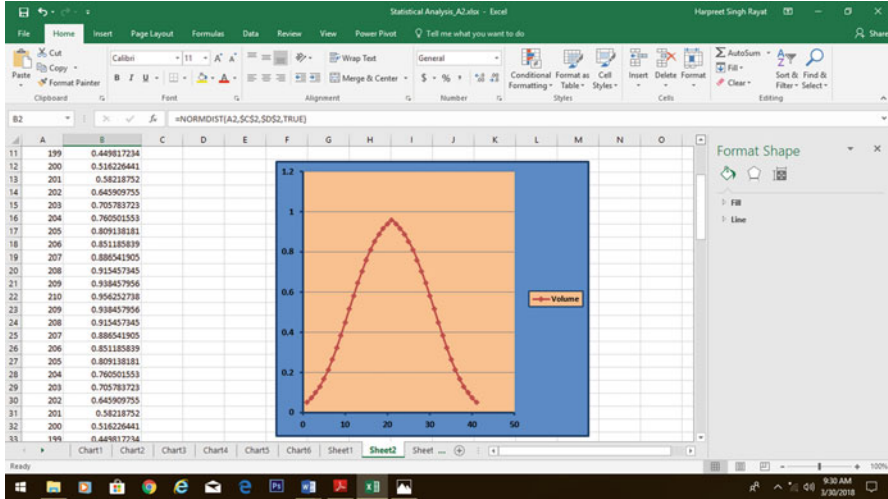 Statistical Analysis_A2.xlsx - Excel
Harpreet Singh Rayat
File Home Insert Page Layout Formulas Data Review View Power Pivot Tell me what you want to do Share
Cut
Copy
Format Painter
Paste
Clipboard
Calibri 11
B I U
Font
Wrap Text
Merge & Center
Alignment
General
$ % ,
Number
Conditional Formatting
Format as Table
Cell Styles
Styles
Insert Delete Format
Cells
AutoSum
Fill
Clear
Sort & Filter
Find & Select
Editing
B2 fx =NORMDIST(A2,$C$2,$D$2,TRUE)
A B C D E F G H I J K L M N O
11 199 0.449817234
12 200 0.516226441
13 201 0.58218752
14 202 0.645909755
15 203 0.705783723
16 204 0.760501553
17 205 0.809138181
18 206 0.851185839
19 207 0.886541905
20 208 0.915457345
21 209 0.938457956
22 210 0.956252738
23 209 0.938457956
24 208 0.915457345
25 207 0.886541905
26 206 0.851185839
27 205 0.809138181
28 204 0.760501553
29 203 0.705783723
30 202 0.645909755
31 201 0.58218752
32 200 0.516226441
33 199 0.449817234
1.2
1
0.8
0.6
0.4
0.2
0
0 10 20 30 40 50
Volume
Format Shape
Fill
Line
Chart1 Chart2 Chart3 Chart4 Chart5 Chart6 Sheet1 Sheet2 Sheet ...
Ready
100%
9:30 AM
3/30/2018